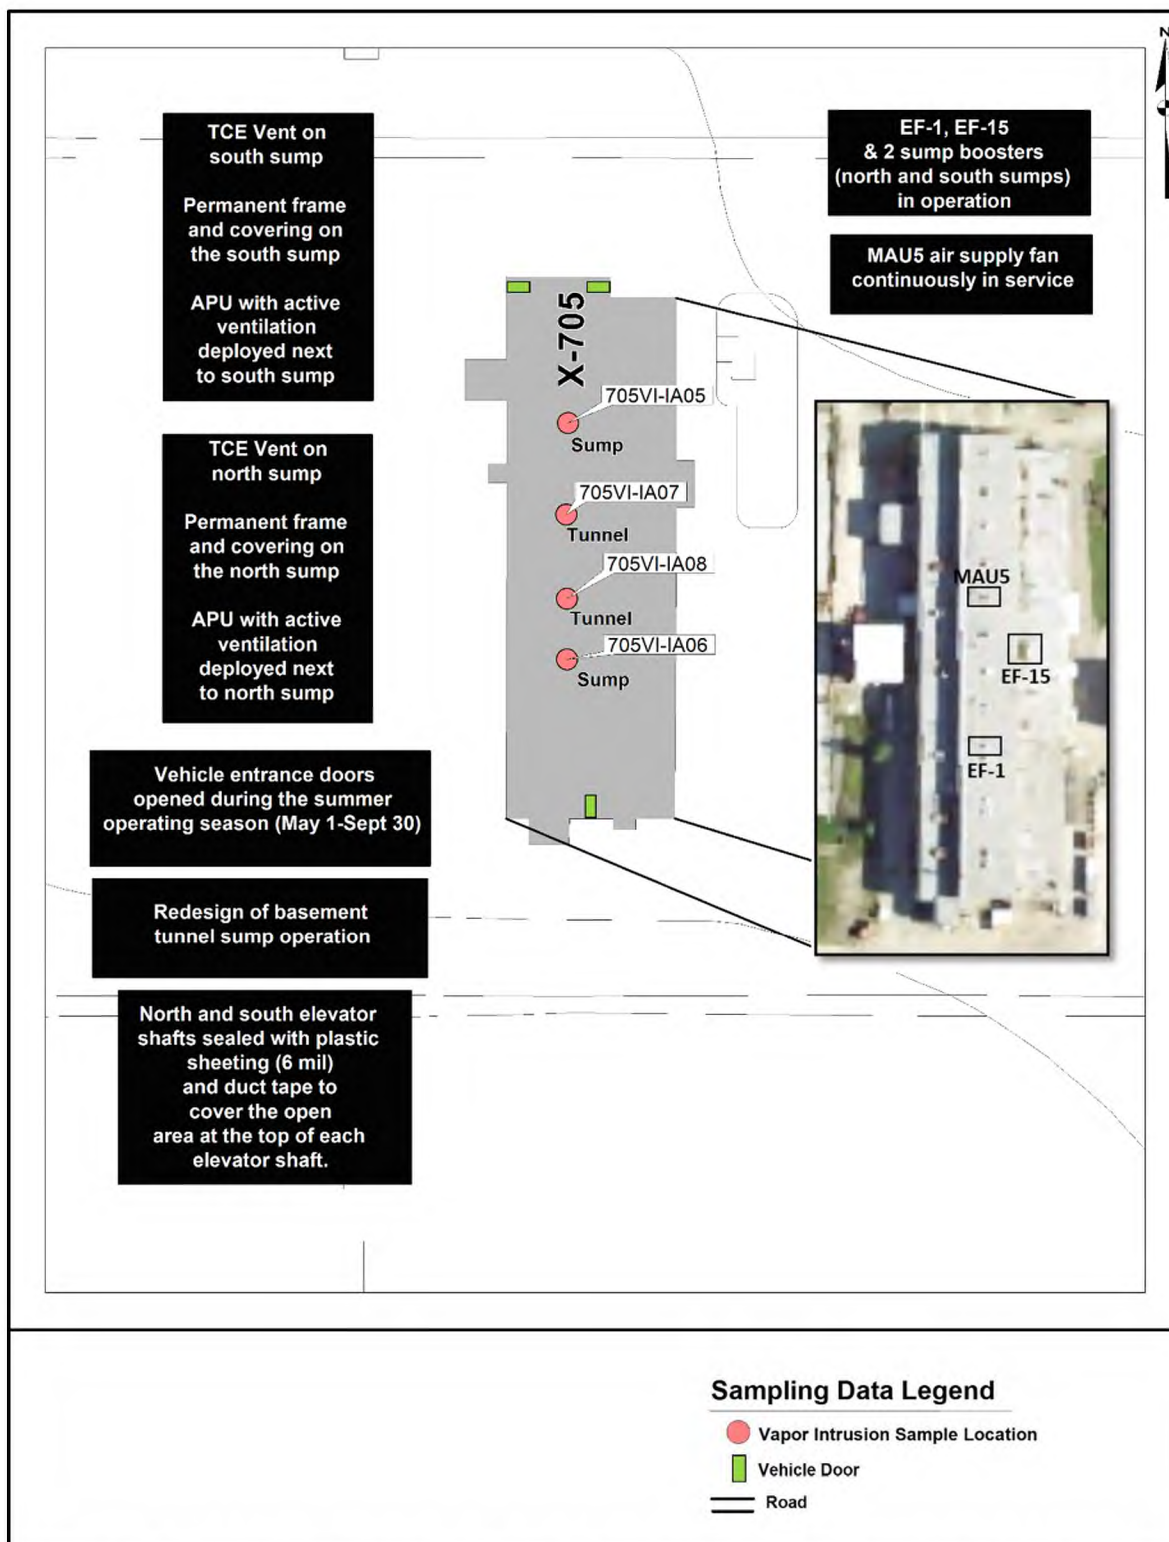 N
TCE Vent on
south sump
Permanent frame
and covering on
the south sump
APU with active
ventilation
deployed next
to south sump
TCE Vent on
north sump
Permanent frame
and covering on
the north sump
APU with active
ventilation
deployed next
to north sump
Vehicle entrance doors
opened during the summer
operating season (May 1-Sept 30)
Redesign of basement
tunnel sump operation
North and south elevator
shafts sealed with plastic
sheeting (6 mil)
and duct tape to
cover the open
area at the top of each
elevator shaft.
X-705
705VI-IA05
Sump
705VI-IA07
Tunnel
705VI-IA08
Tunnel
705VI-IA06
Sump
EF-1, EF-15
& 2 sump boosters
(north and south sumps)
in operation
MAU5 air supply fan
continuously in service
MAU5
EF-15
EF-1
Sampling Data Legend
Vapor Intrusion Sample Location
Vehicle Door
Road